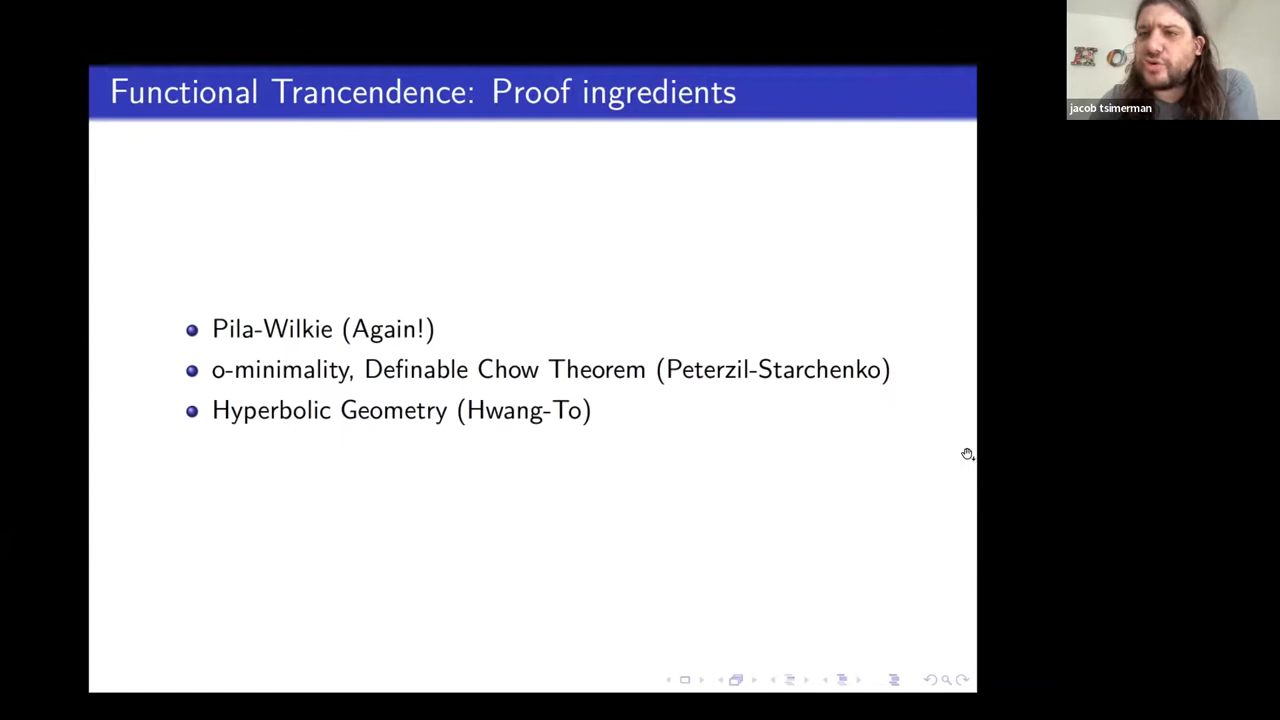 Functional Trancendence: Proof ingredients
H O
jacob tsimerman
Pila-Wilkie (Again!)
o-minimality, Definable Chow Theorem (Peterzil-Starchenko)
Hyperbolic Geometry (Hwang-To)